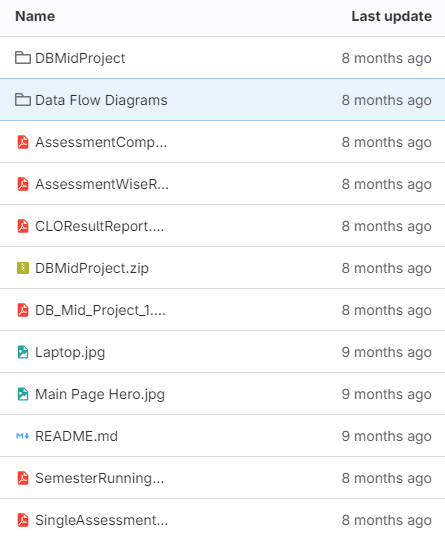 Name Last update
DBMidProject 8 months ago
Data Flow Diagrams 8 months ago
AssessmentComp... 8 months ago
AssessmentWiseR... 8 months ago
CLOResultReport.... 8 months ago
DBMidProject.zip 8 months ago
DB_Mid_Project_1.... 8 months ago
Laptop.jpg 9 months ago
Main Page Hero.jpg 9 months ago
README.md 9 months ago
SemesterRunning... 8 months ago
SingleAssessment... 8 months ago